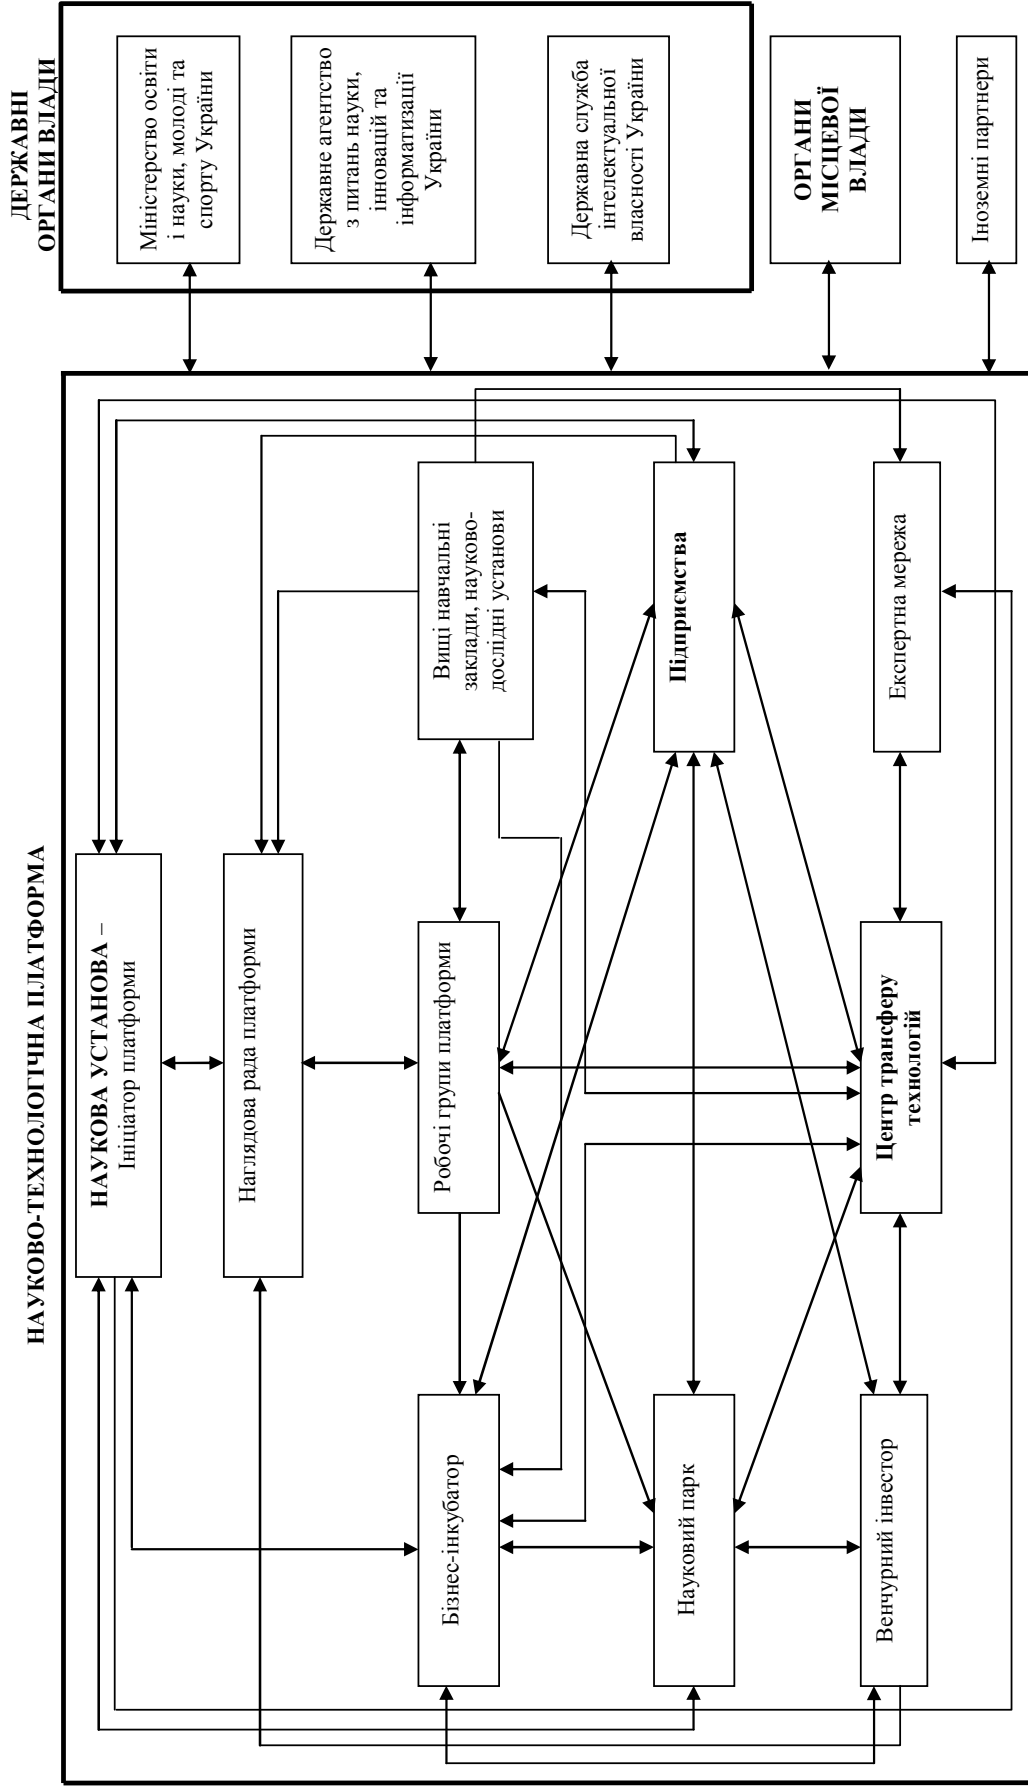 НАУКОВО-ТЕХНОЛОГІЧНА ПЛАТФОРМА
ДЕРЖАВНІ
ОРГАНИ ВЛАДИ
НАУКОВА УСТАНОВА –
Ініціатор платформи
Міністерство освіти
і науки, молоді та
спорту України
Наглядова рада платформи
Державне агентство
з питань науки,
інновацій та
інформатизації
України
Бізнес-інкубатор
Робочі групи платформи
Вищі навчальні
заклади, науково-
дослідні установи
Державна служба
інтелектуальної
власності України
Науковий парк
Підприємства
ОРГАНИ
МІСЦЕВОЇ
ВЛАДИ
Венчурний інвестор
Центр трансферу
технологій
Експертна мережа
Іноземні партнери